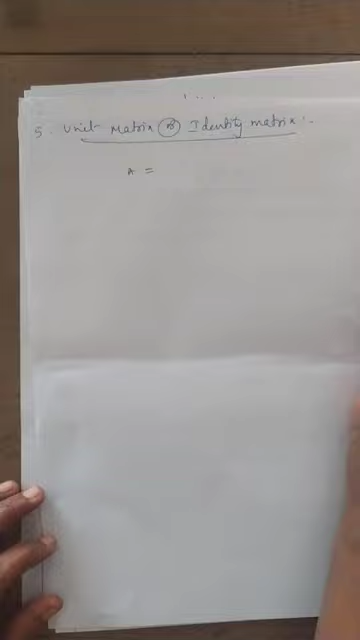 5. Unit Matrix or Identity matrix :-
A =